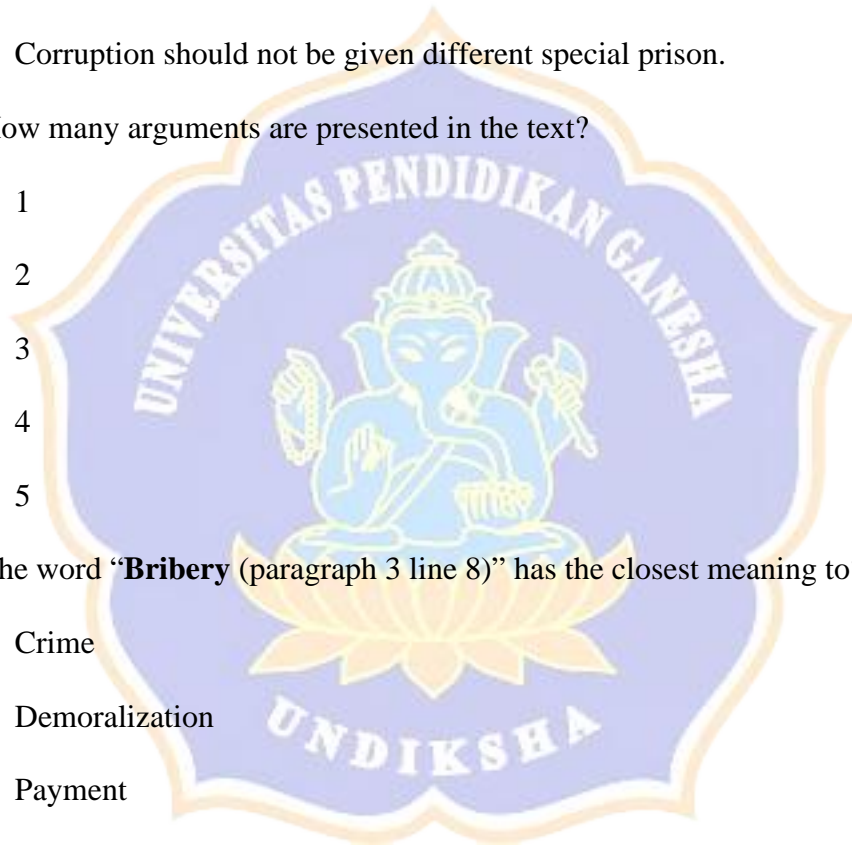 Corruption should not be given different special prison.
ow many arguments are presented in the text?
1
2
3
4
5
he word “Bribery (paragraph 3 line 8)” has the closest meaning to
Crime
Demoralization
Payment
UNIVERSITAS PENDIDIKAN GANESHA
UNDIKSHA